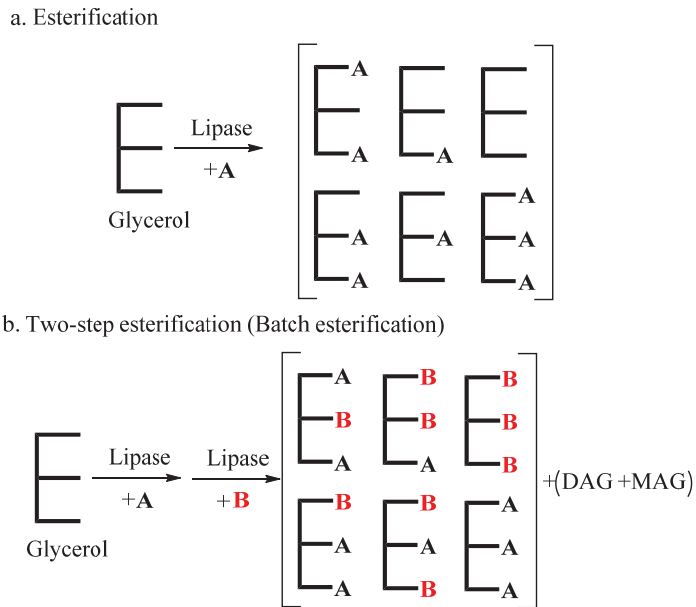 a. Esterification
A
Lipase
+A
A
A
Glycerol
A
A
A
A
A
A
b. Two-step esterification (Batch esterification)
A
B
B
B
B
B
Lipase
Lipase
A
A
B
+A
+B
+(DAG +MAG)
B
B
A
Glycerol
A
A
A
A
B
A